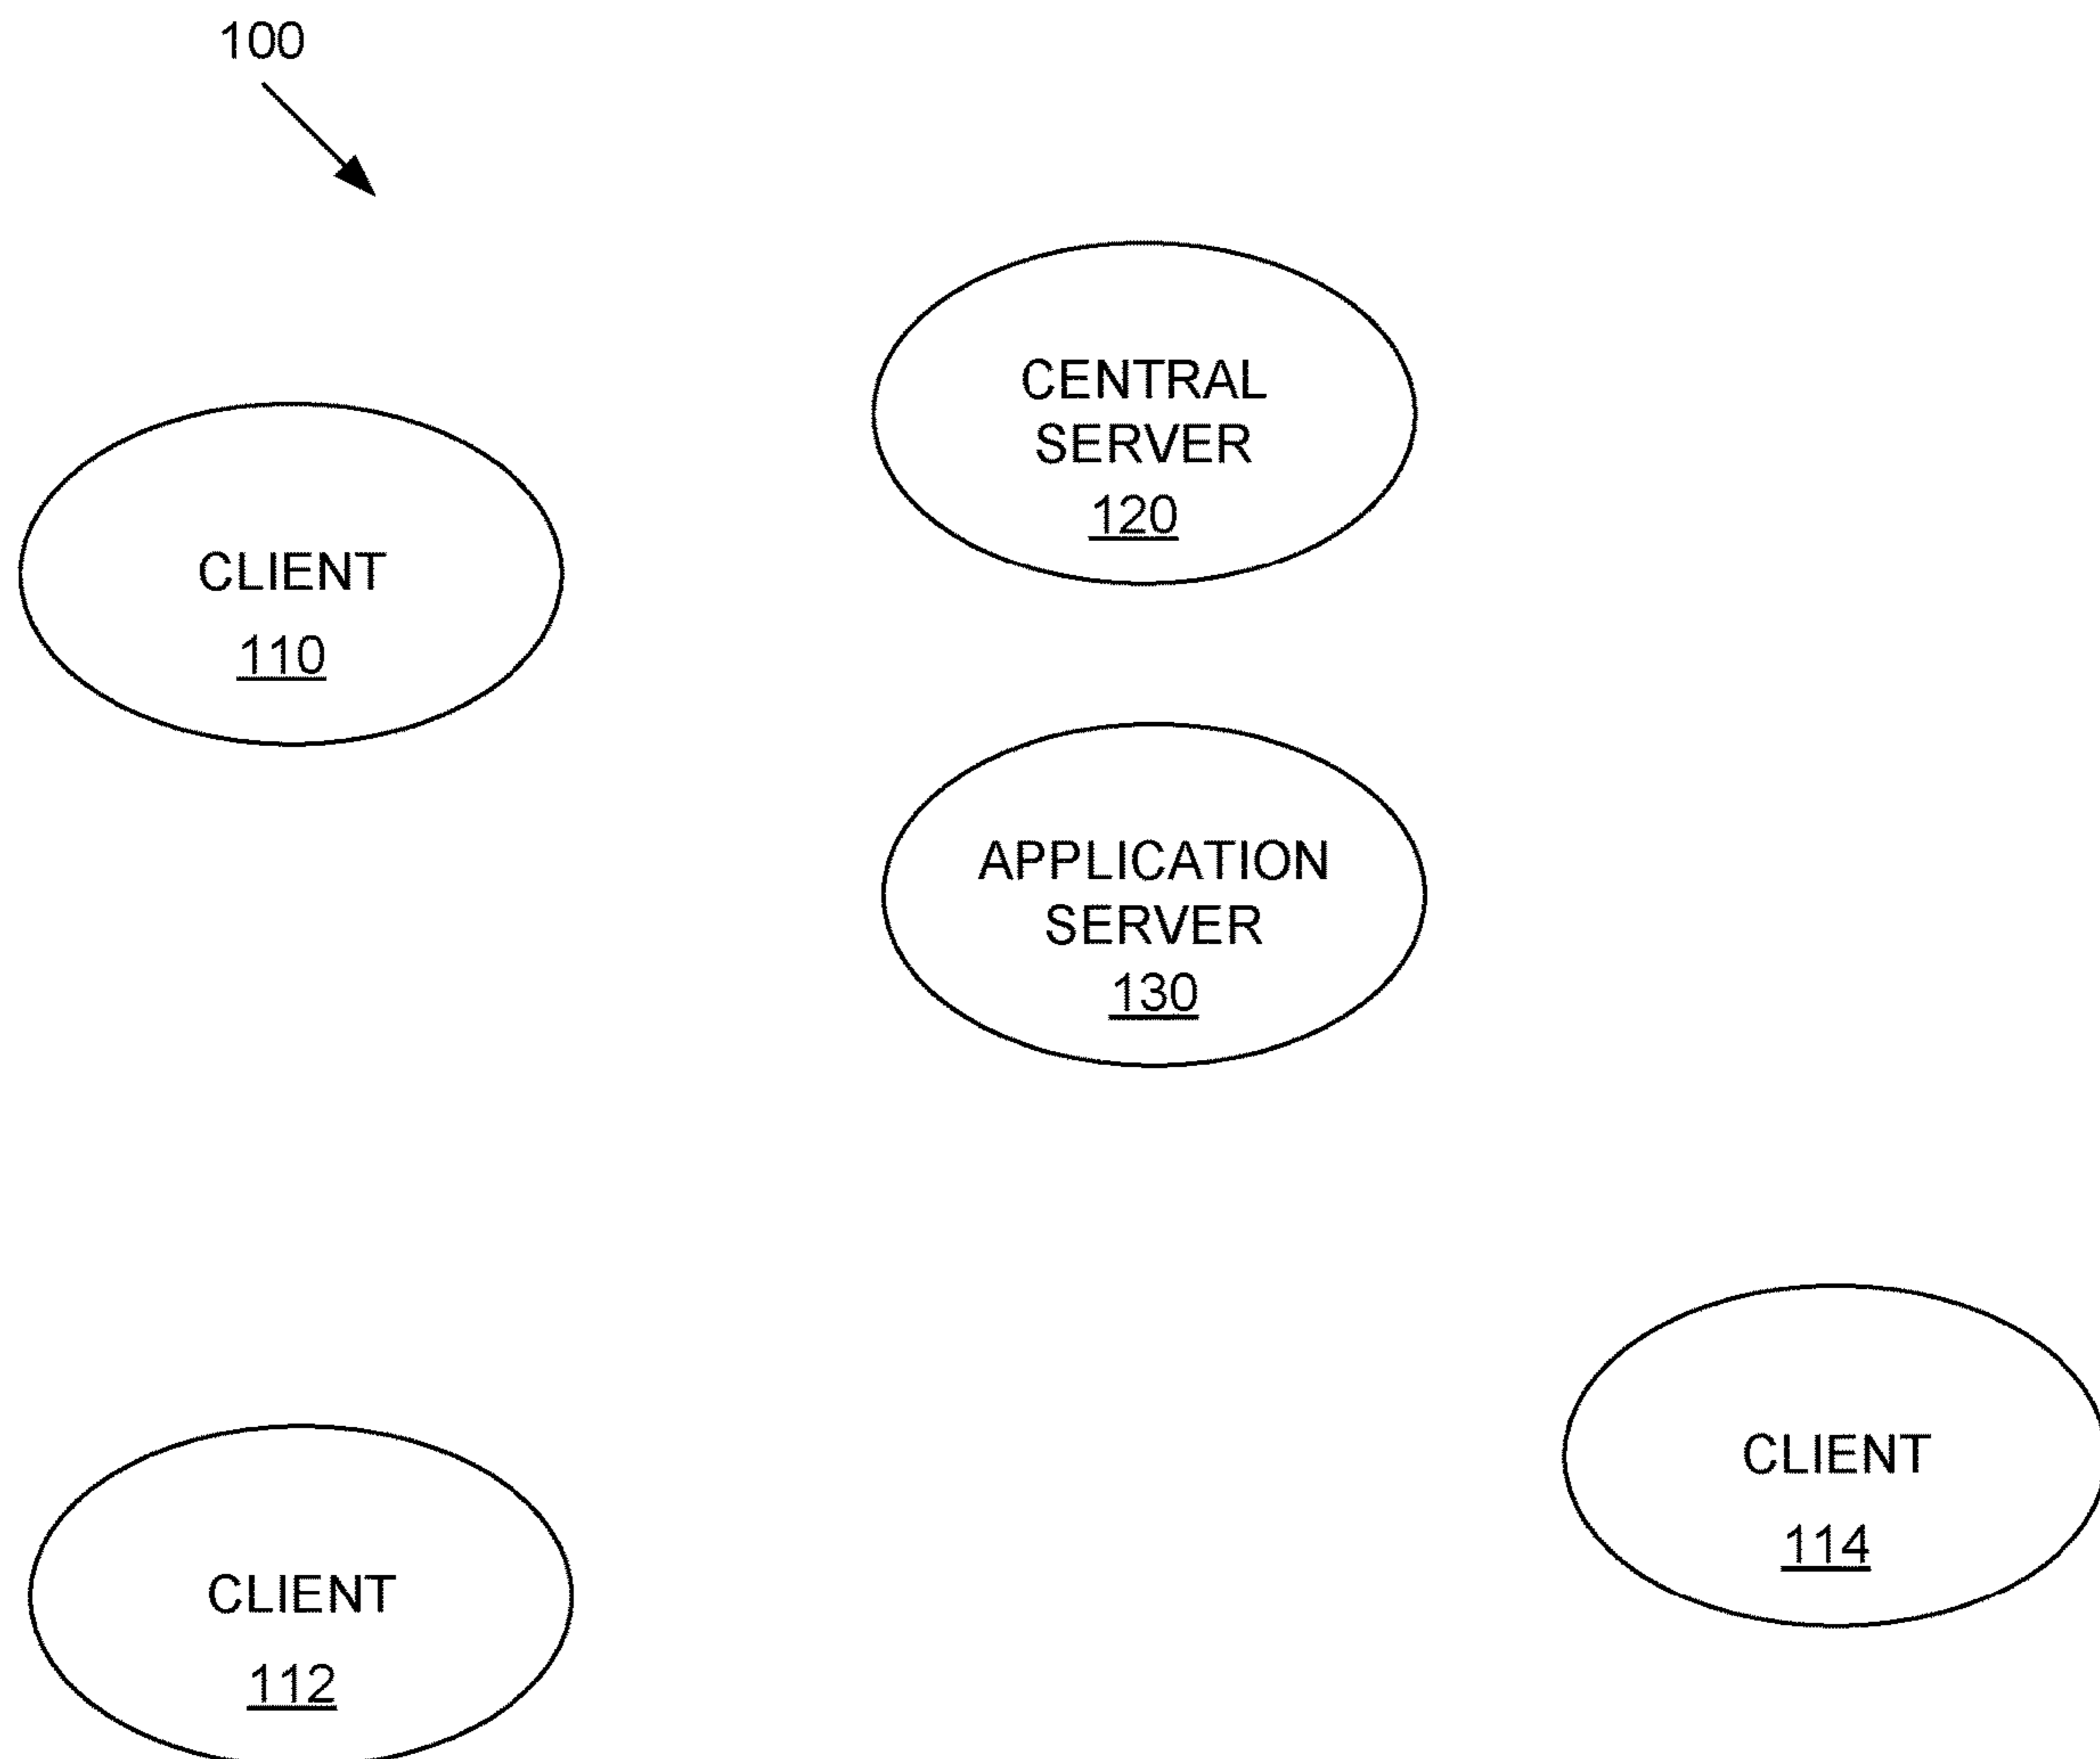 100
CENTRAL
SERVER
120
CLIENT
110
APPLICATION
SERVER
130
CLIENT
114
CLIENT
112